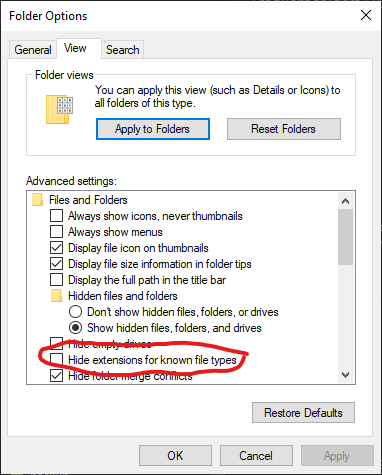 Folder Options
General
View
Search
Folder views
You can apply this view (such as Details or Icons) to
all folders of this type.
Apply to Folders
Reset Folders
Advanced settings:
Files and Folders
Always show icons, never thumbnails
Always show menus
Display file icon on thumbnails
Display file size information in folder tips
Display the full path in the title bar
Hidden files and folders
Don't show hidden files, folders, or drives
Show hidden files, folders, and drives
Hide empty drives
Hide extensions for known file types
Hide folder merge conflicts
Restore Defaults
OK
Cancel
Apply